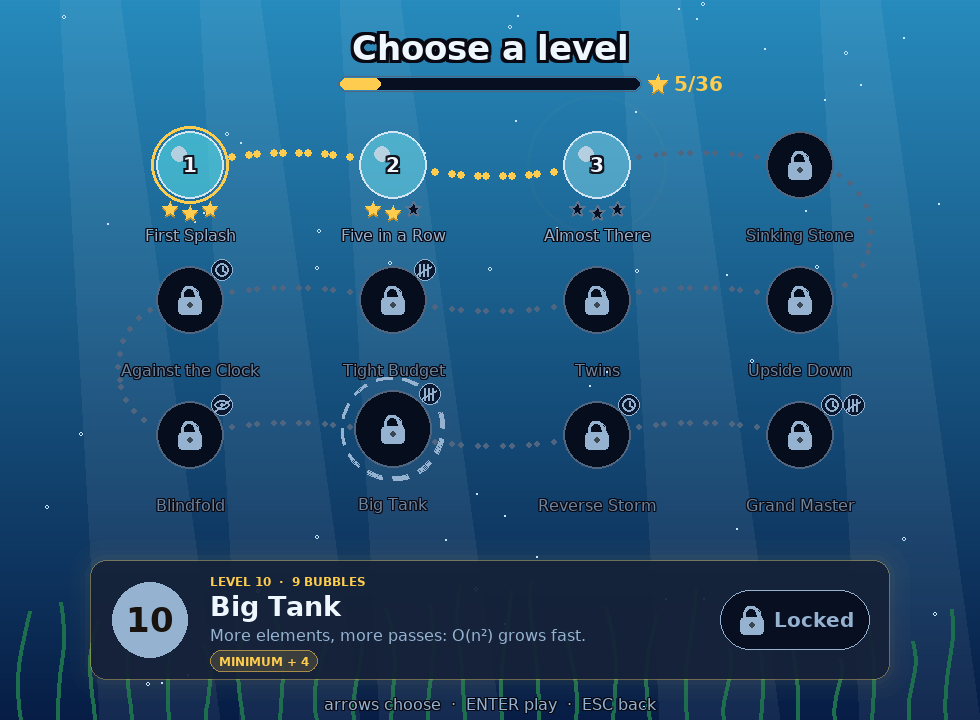 Choose a level
5/36
1
2
3
First Splash
Five in a Row
Almost There
Sinking Stone
Against the Clock
Tight Budget
Twins
Upside Down
Blindfold
Big Tank
Reverse Storm
Grand Master
LEVEL 10 · 9 BUBBLES
10
Big Tank
Locked
More elements, more passes: O(n²) grows fast.
MINIMUM + 4
arrows choose · ENTER play · ESC back